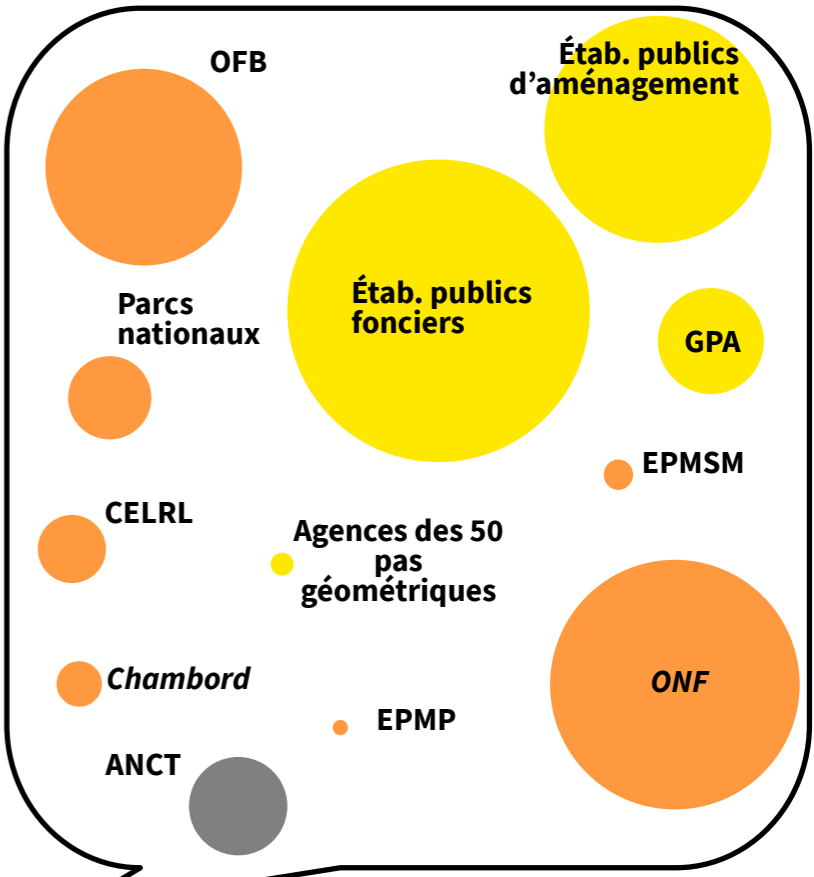 OFB
Étab. publics
d’aménagement
Parcs
nationaux
Étab. publics
fonciers
GPA
EPMSM
CELRL
Agences des 50
pas
géométriques
Chambord
ONF
EPMP
ANCT